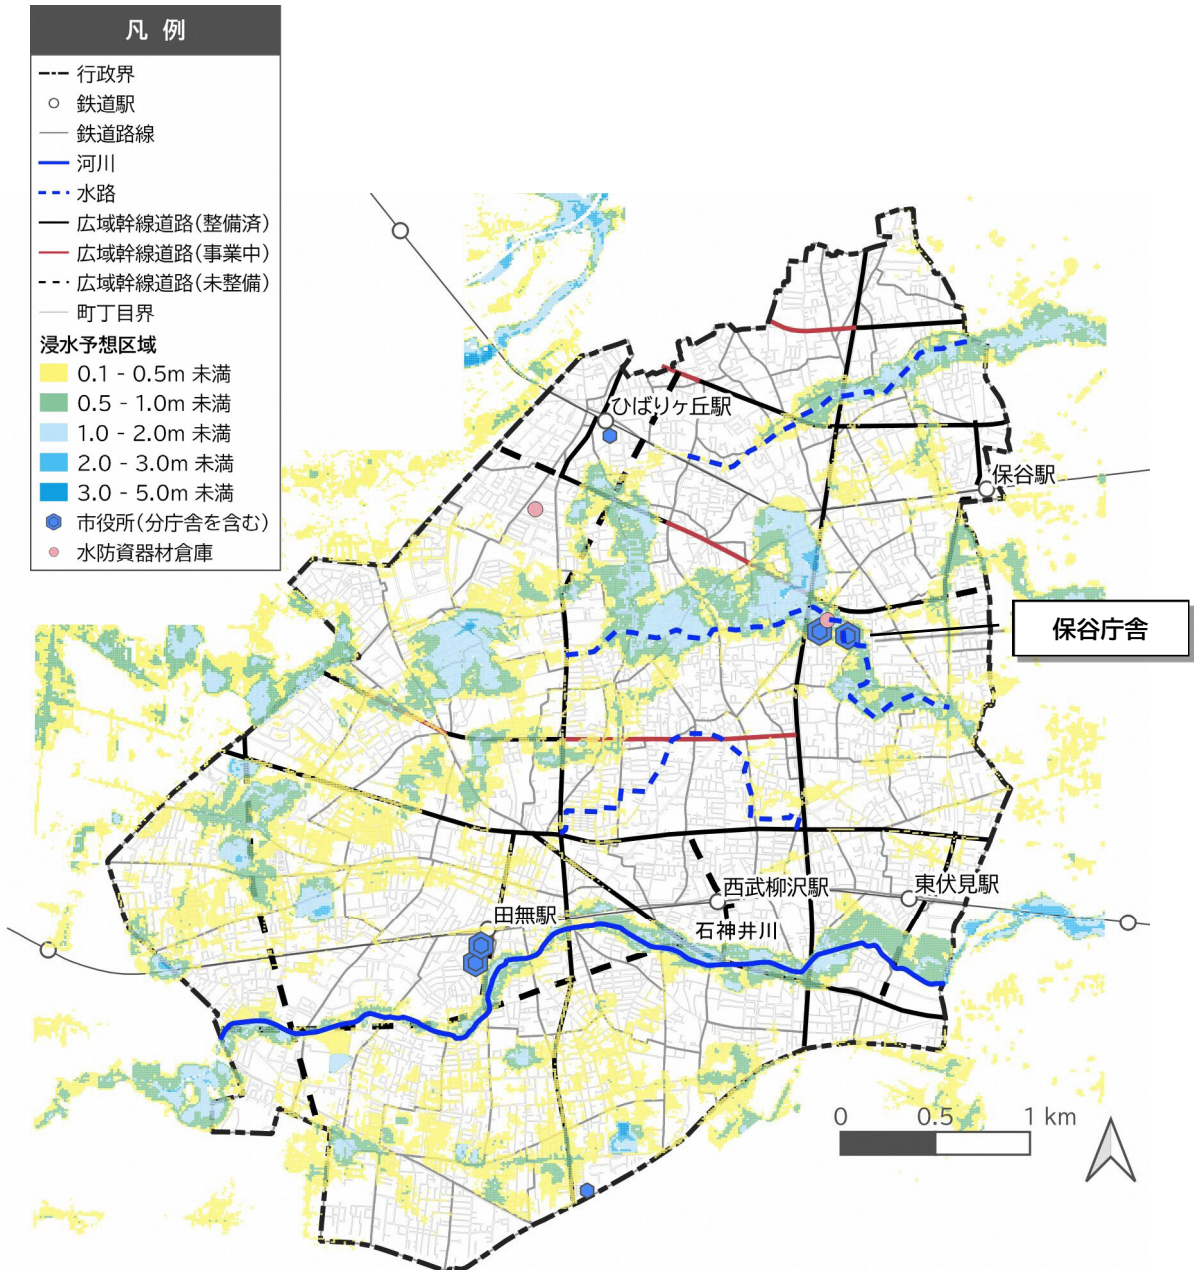 凡 例
行政界
鉄道駅
鉄道路線
河川
水路
広域幹線道路(整備済)
広域幹線道路(事業中)
広域幹線道路(未整備)
町丁目界
浸水予想区域
0.1 - 0.5m 未満
0.5 - 1.0m 未満
1.0 - 2.0m 未満
2.0 - 3.0m 未満
3.0 - 5.0m 未満
市役所(分庁舎を含む)
水防資器材倉庫
ひばりヶ丘駅
保谷駅
保谷庁舎
西武柳沢駅
東伏見駅
田無駅
石神井川
0 0.5 1 km